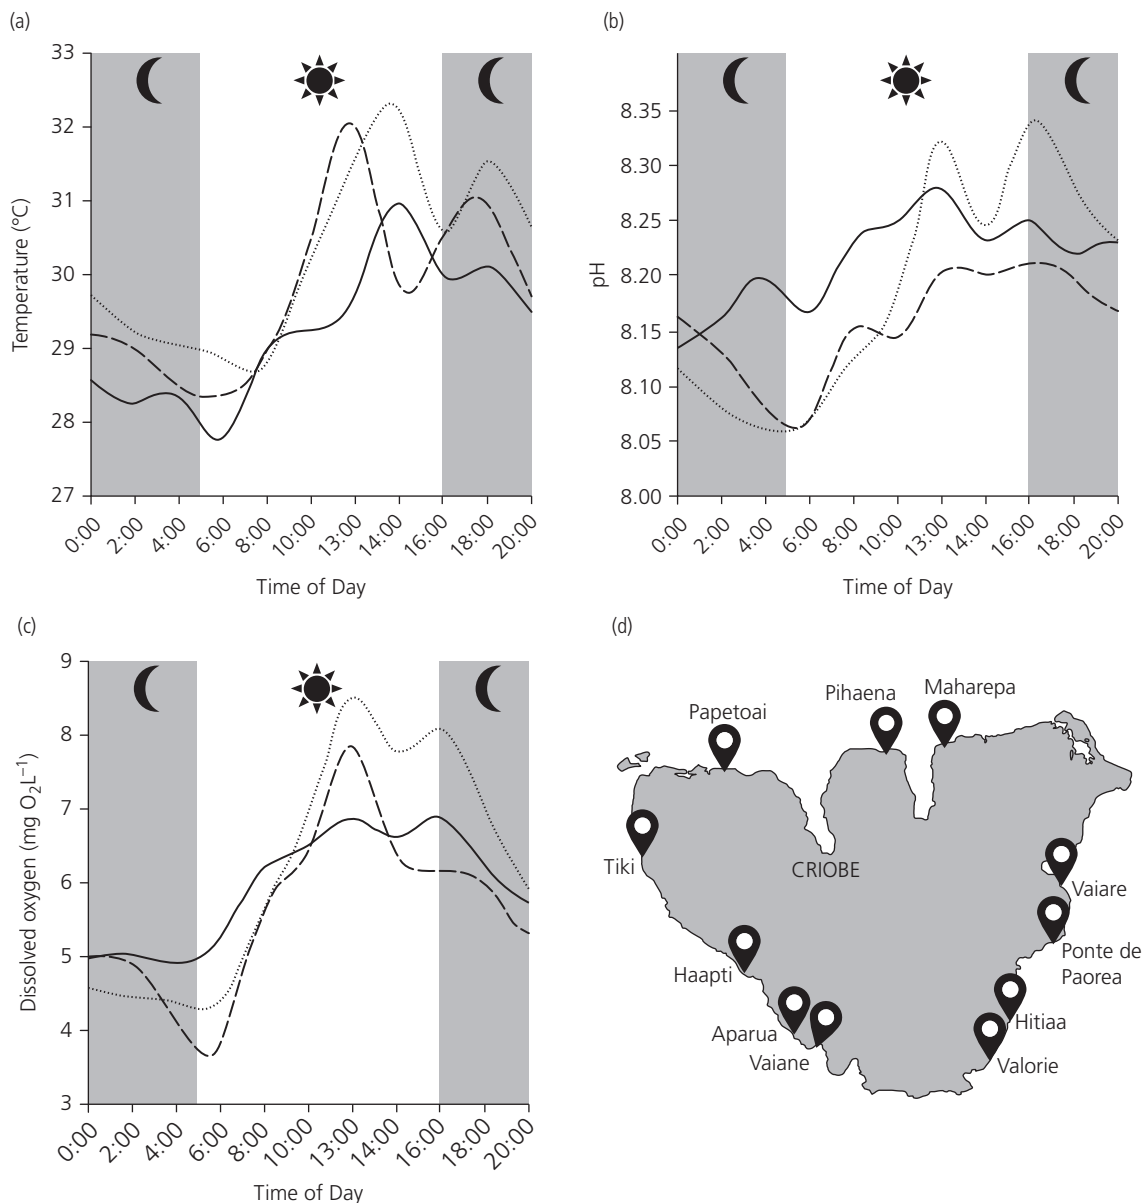 (a)
33
32
31
30
29
28
27
Temperature (°C)
0:00
2:00
4:00
6:00
8:00
10:00
13:00
14:00
16:00
18:00
20:00
Time of Day
(b)
8.35
8.30
8.25
8.20
8.15
8.10
8.05
8.00
pH
0:00
2:00
4:00
6:00
8:00
10:00
13:00
14:00
16:00
18:00
20:00
Time of Day
(c)
9
8
7
6
5
4
3
Dissolved oxygen (mg O₂L⁻¹)
0:00
2:00
4:00
6:00
8:00
10:00
13:00
14:00
16:00
18:00
20:00
Time of Day
(d)
Papetoai
Pihaena
Maharepa
Tiki
CRIOBE
Vaiare
Ponte de
Paorea
Haapti
Aparua
Vaiane
Hitiaa
Valorie